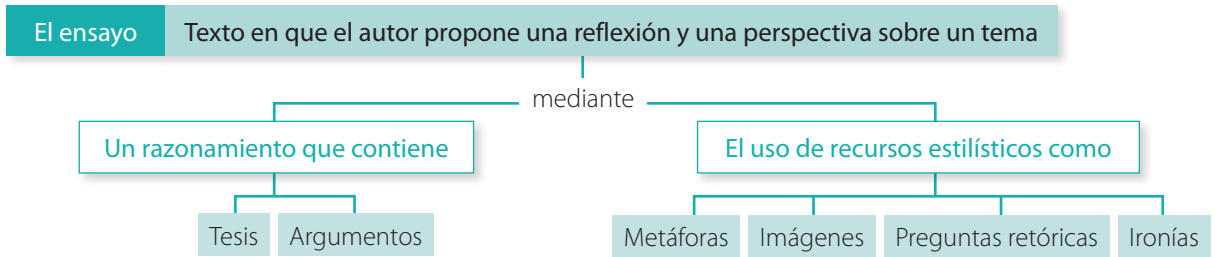 El ensayo Texto en que el autor propone una reflexión y una perspectiva sobre un tema
mediante
Un razonamiento que contiene El uso de recursos estilísticos como
Tesis Argumentos Metáforas Imágenes Preguntas retóricas Ironías